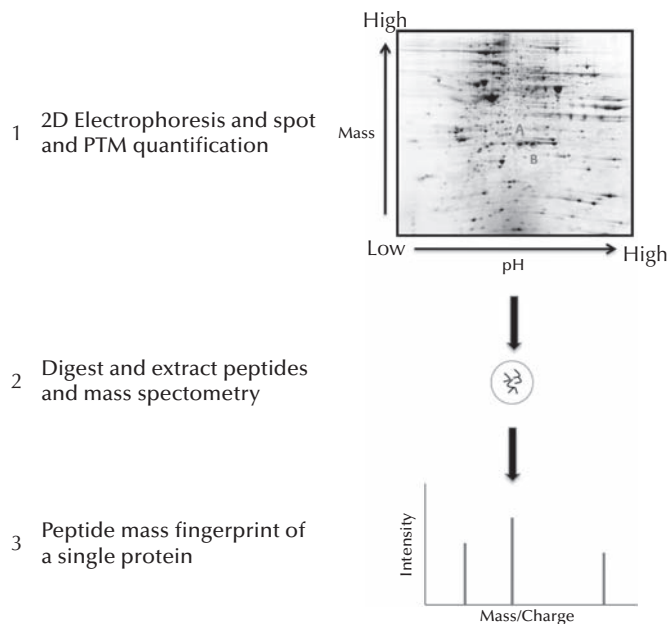 High
1 2D Electrophoresis and spot
and PTM quantification
Mass
A
B
Low
High
pH
2 Digest and extract peptides
and mass spectometry
3 Peptide mass fingerprint of
a single protein
Intensity
Mass/Charge